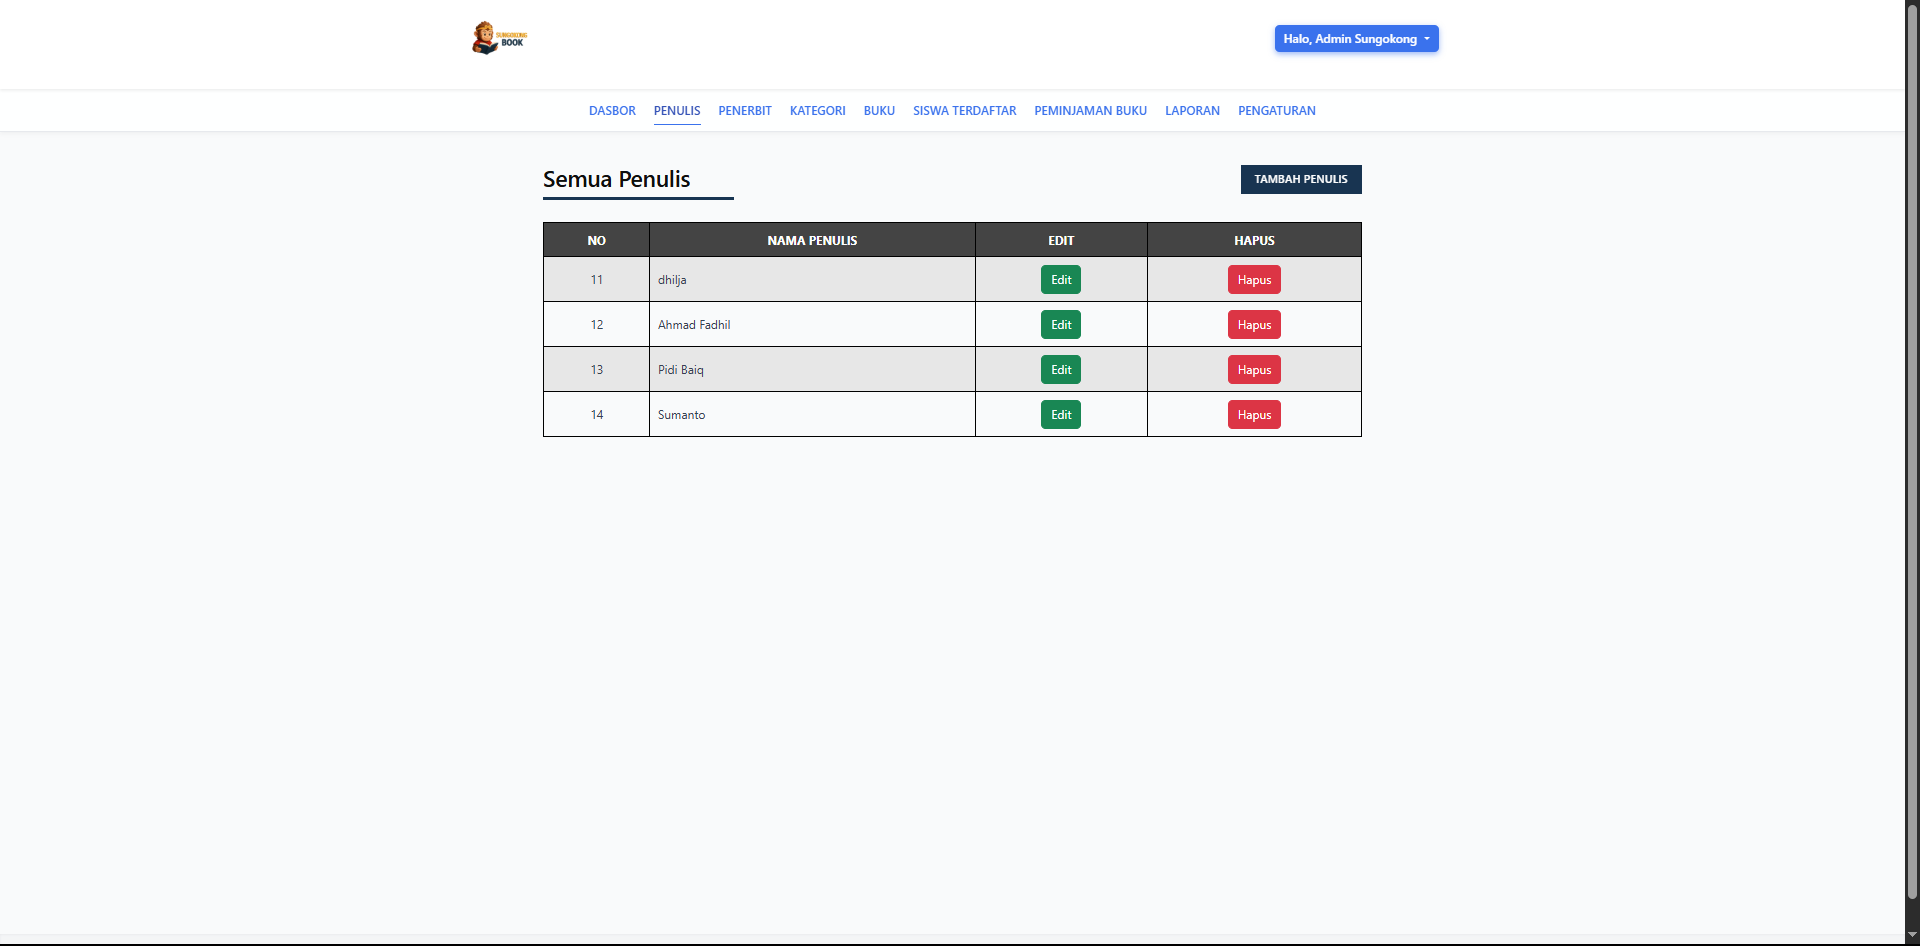 SUNGOKONG
BOOK
Halo, Admin Sungokong
DASBOR PENULIS PENERBIT KATEGORI BUKU SISWA TERDAFTAR PEMINJAMAN BUKU LAPORAN PENGATURAN
Semua Penulis
TAMBAH PENULIS
NO NAMA PENULIS EDIT HAPUS
11 dhilja Edit Hapus
12 Ahmad Fadhil Edit Hapus
13 Pidi Baiq Edit Hapus
14 Sumanto Edit Hapus